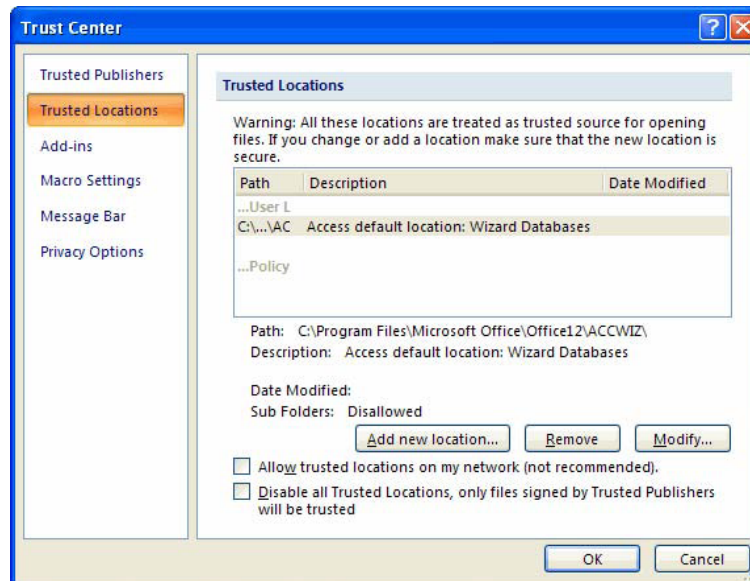 Trust Center
Trusted Publishers
Trusted Locations
Add-ins
Macro Settings
Message Bar
Privacy Options
Trusted Locations
Warning: All these locations are treated as trusted source for opening
files. If you change or add a location make sure that the new location is
secure.
Path Description Date Modified
...User L
C:\...\AC Access default location: Wizard Databases
...Policy
Path: C:\Program Files\Microsoft Office\Office12\ACCWIZ\
Description: Access default location: Wizard Databases
Date Modified:
Sub Folders: Disallowed
Add new location... Remove Modify...
Allow trusted locations on my network (not recommended).
Disable all Trusted Locations, only files signed by Trusted Publishers
will be trusted
OK Cancel